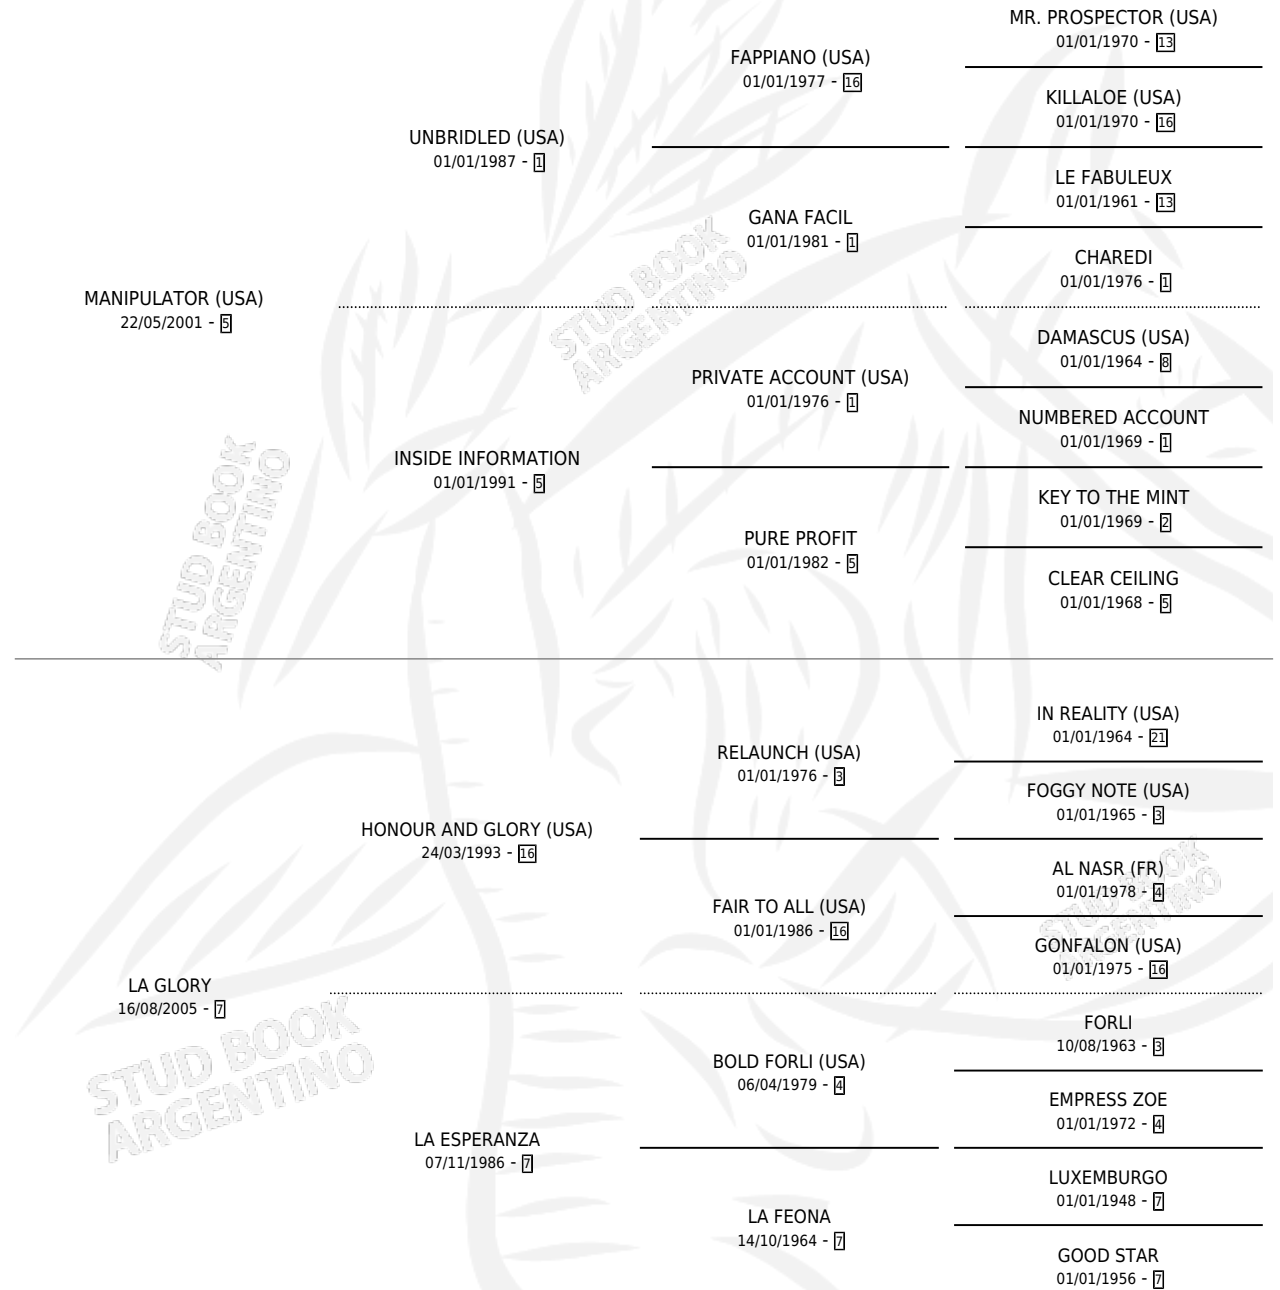 MR. PROSPECTOR (USA)
01/01/1970 - 13
FAPPIANO (USA)
01/01/1977 - 16
KILLALOE (USA)
01/01/1970 - 16
UNBRIDLED (USA)
01/01/1987 - 1
LE FABULEUX
01/01/1961 - 13
GANA FACIL
01/01/1981 - 1
CHAREDI
01/01/1976 - 1
MANIPULATOR (USA)
22/05/2001 - 5
STUD BOOK
ARGENTINO
DAMASCUS (USA)
01/01/1964 - 8
PRIVATE ACCOUNT (USA)
01/01/1976 - 1
NUMBERED ACCOUNT
01/01/1969 - 1
INSIDE INFORMATION
01/01/1991 - 5
KEY TO THE MINT
01/01/1969 - 2
PURE PROFIT
01/01/1982 - 5
CLEAR CEILING
01/01/1968 - 5
STUD BOOK
ARGENTINO
IN REALITY (USA)
01/01/1964 - 21
RELAUNCH (USA)
01/01/1976 - 3
FOGGY NOTE (USA)
01/01/1965 - 3
HONOUR AND GLORY (USA)
24/03/1993 - 16
AL NASR (FR)
01/01/1978 - 4
FAIR TO ALL (USA)
01/01/1986 - 16
STUD BOOK
ARGENTINO
GONFALON (USA)
01/01/1975 - 16
LA GLORY
16/08/2005 - 7
FORLI
10/08/1963 - 3
BOLD FORLI (USA)
06/04/1979 - 4
STUD BOOK
ARGENTINO
EMPRESS ZOE
01/01/1972 - 4
LA ESPERANZA
07/11/1986 - 7
LUXEMBURGO
01/01/1948 - 7
LA FEONA
14/10/1964 - 7
GOOD STAR
01/01/1956 - 7